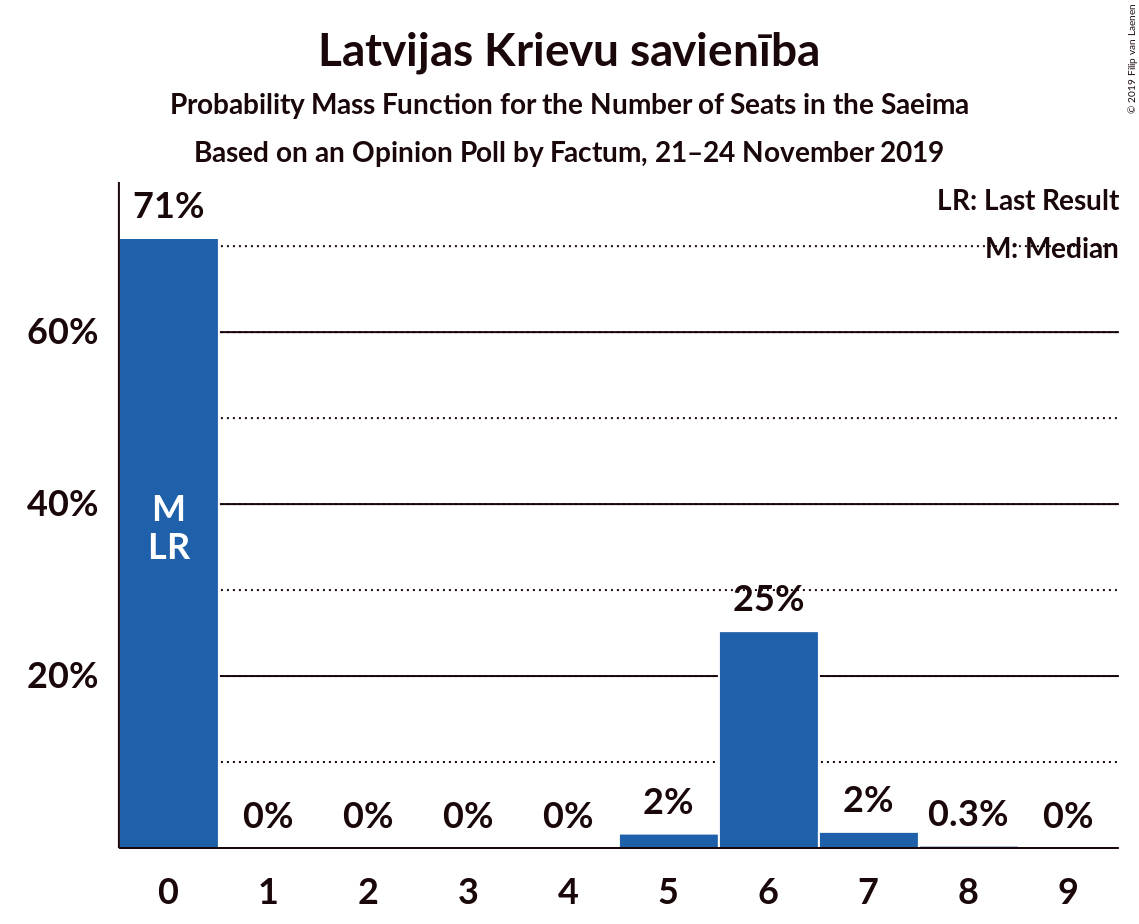 Latvijas Krievu savienība
Probability Mass Function for the Number of Seats in the Saeima
Based on an Opinion Poll by Factum, 21–24 November 2019
© 2019 Filip van Laenen
LR: Last Result
M: Median
71%
60%
40%
20%
M
LR
0%
0%
0%
0%
2%
25%
2%
0.3%
0%
0 1 2 3 4 5 6 7 8 9